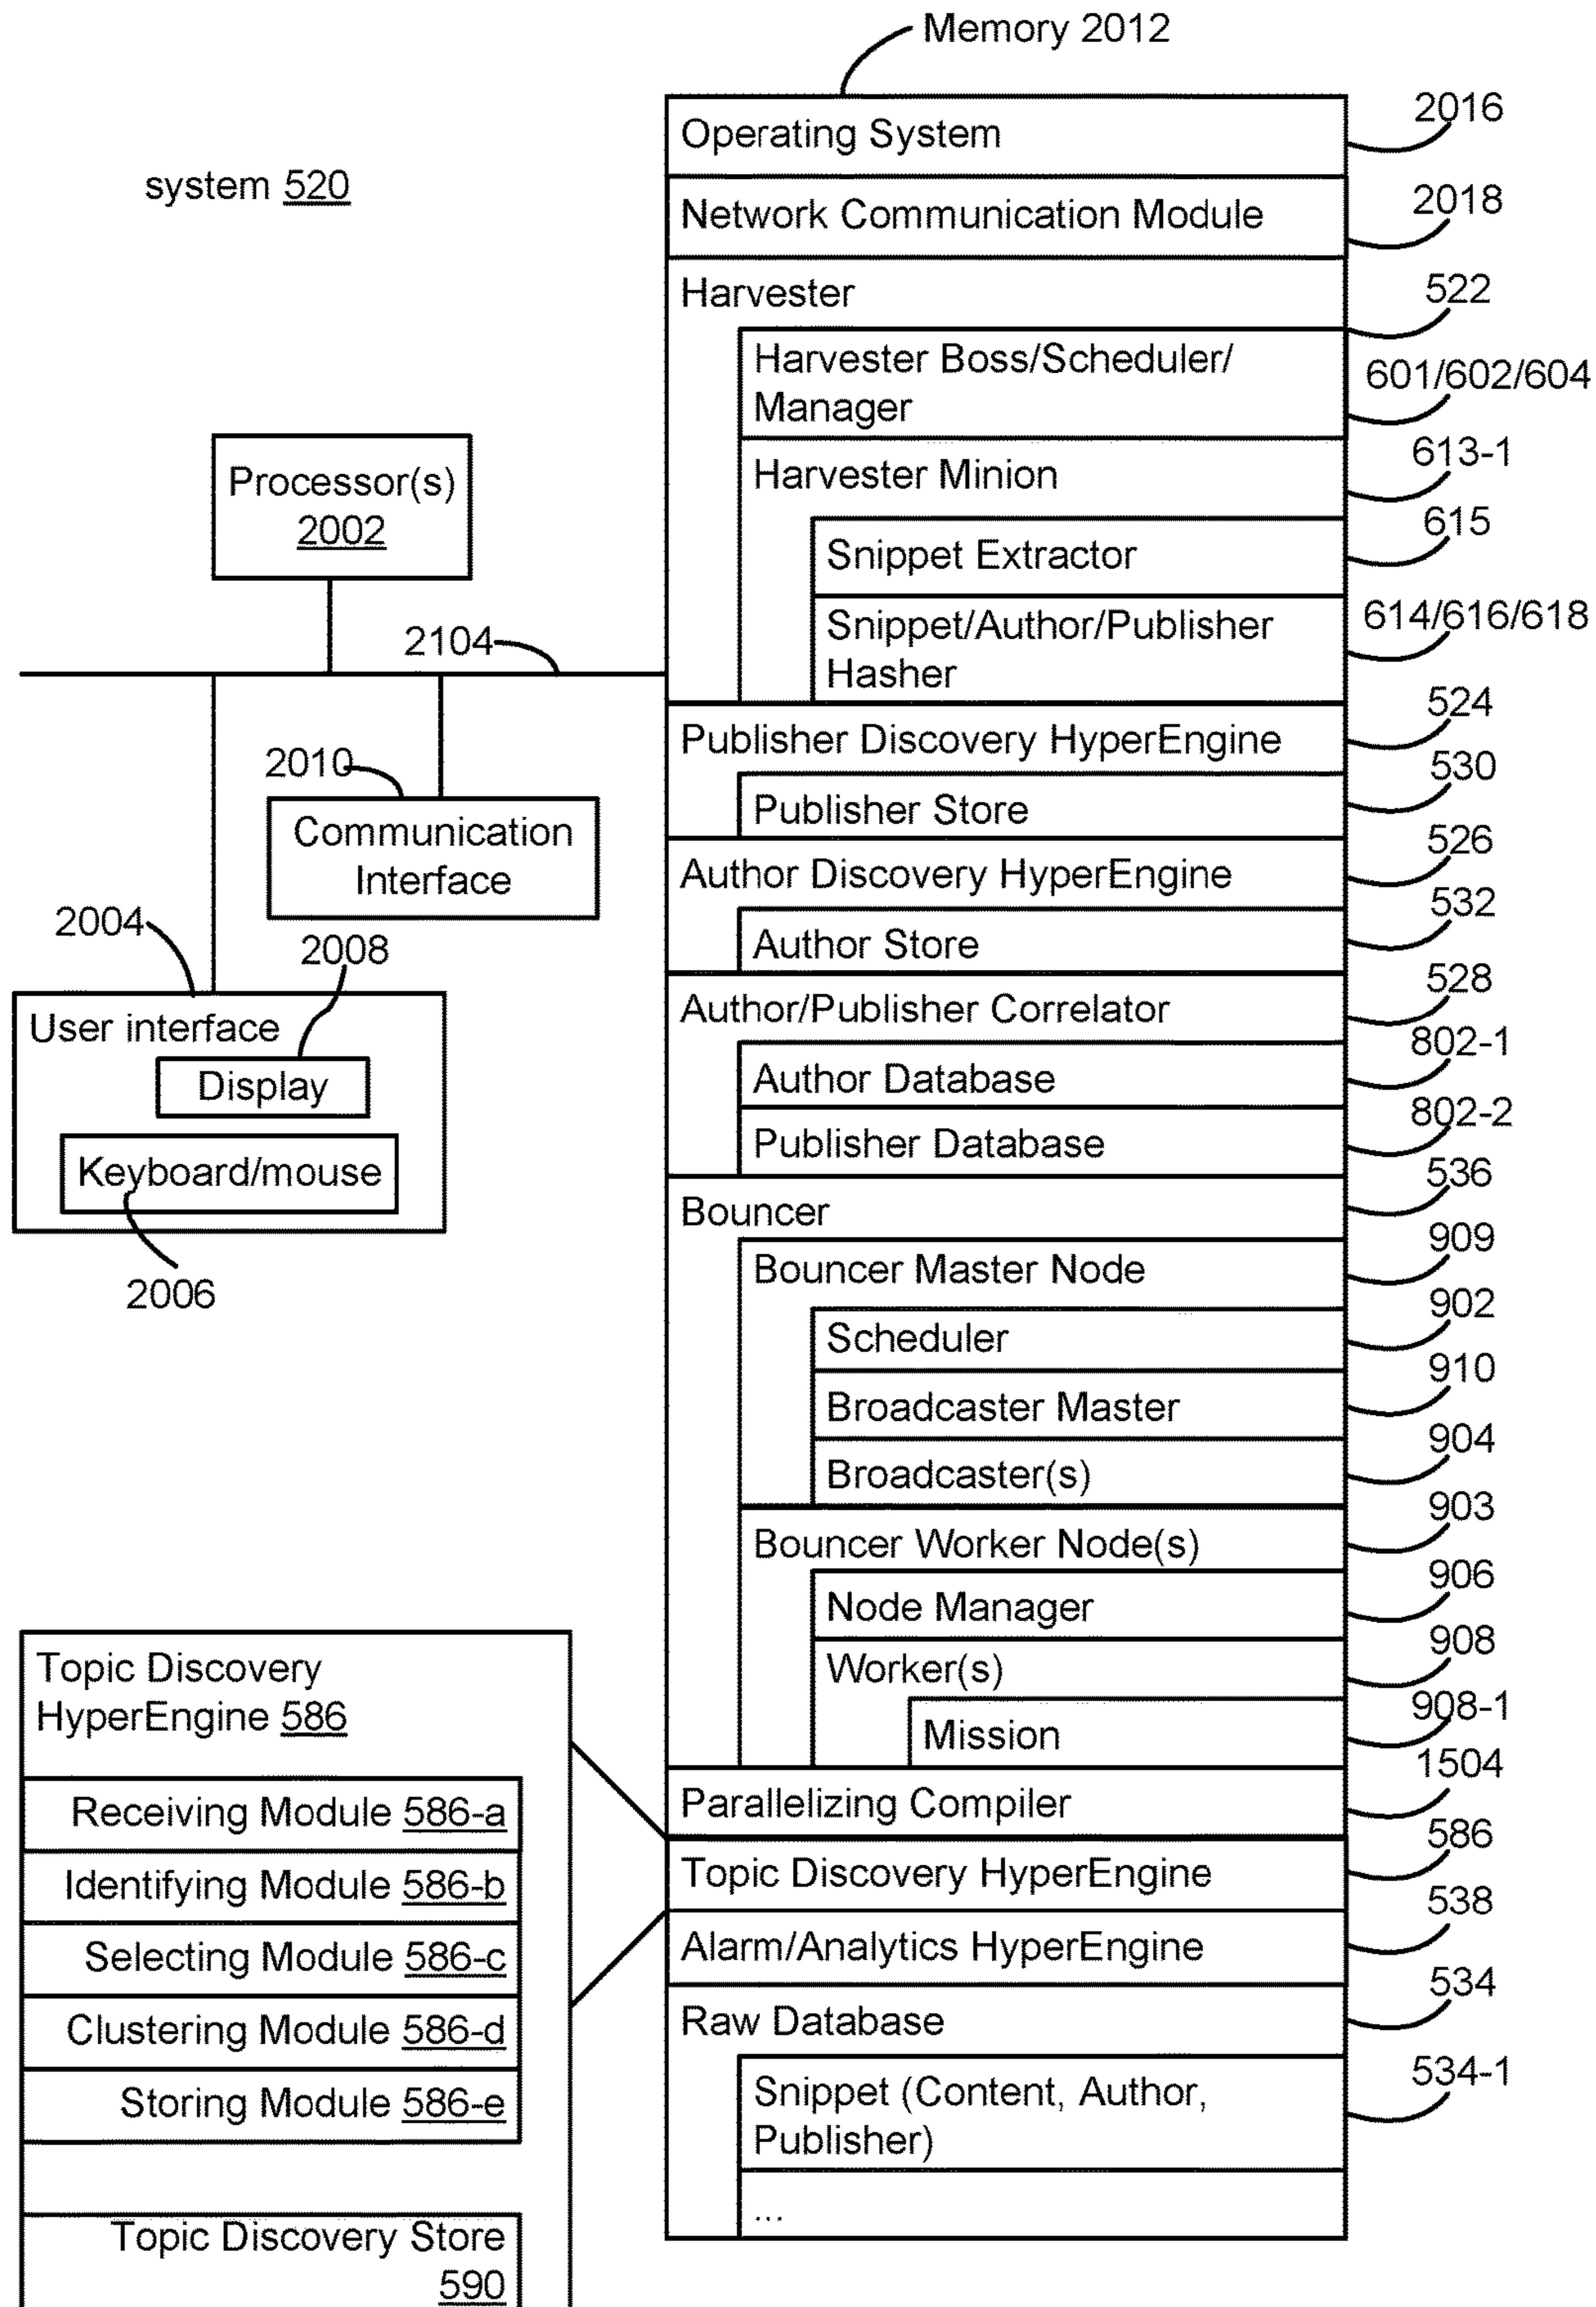 Memory 2012
system 520
Operating System
2016
Network Communication Module
2018
Harvester
522
Harvester Boss/Scheduler/
Manager
601/602/604
Harvester Minion
613-1
Snippet Extractor
615
Snippet/Author/Publisher
Hasher
614/616/618
Publisher Discovery HyperEngine
524
Publisher Store
530
Author Discovery HyperEngine
526
Author Store
532
Author/Publisher Correlator
528
Author Database
802-1
Publisher Database
802-2
Bouncer
536
Bouncer Master Node
909
Scheduler
902
Broadcaster Master
910
Broadcaster(s)
904
Bouncer Worker Node(s)
903
Node Manager
906
Worker(s)
908
Mission
908-1
Parallelizing Compiler
1504
Topic Discovery HyperEngine
586
Alarm/Analytics HyperEngine
538
Raw Database
534
Snippet (Content, Author,
Publisher)
534-1
...
Processor(s)
2002
2104
2010
Communication
Interface
2004
2008
User interface
Display
Keyboard/mouse
2006
Topic Discovery
HyperEngine 586
Receiving Module 586-a
Identifying Module 586-b
Selecting Module 586-c
Clustering Module 586-d
Storing Module 586-e
Topic Discovery Store
590